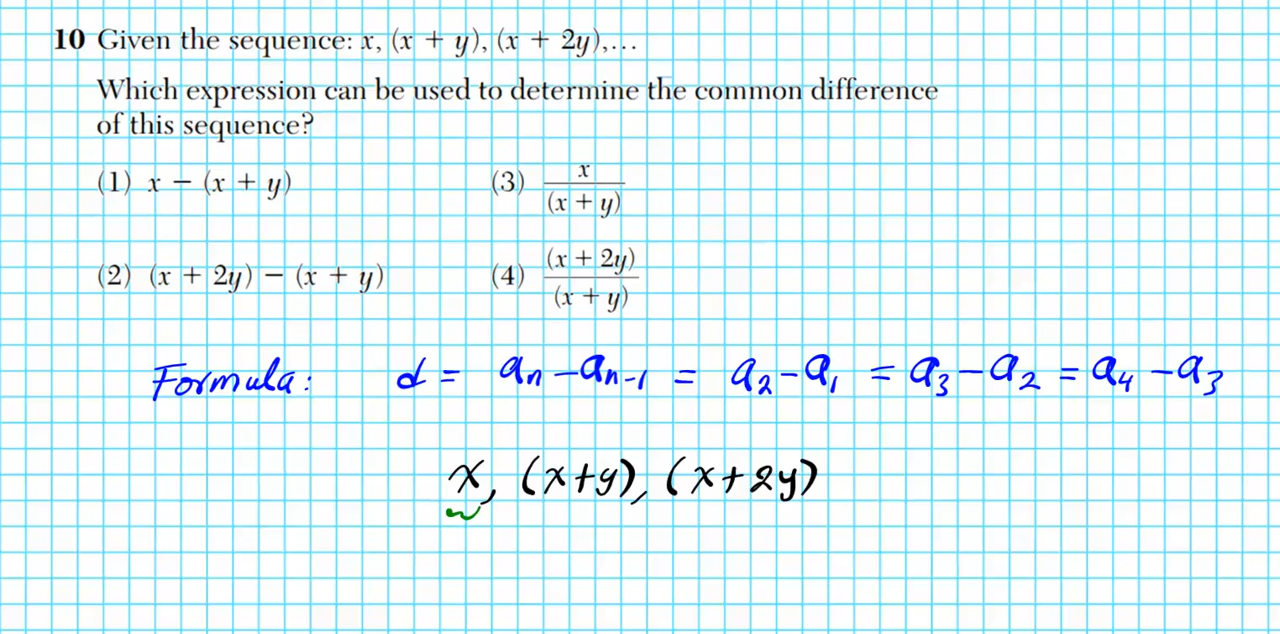 10 Given the sequence: x, (x + y), (x + 2y),...
Which expression can be used to determine the common difference
of this sequence?
(1) x − (x + y)
(2) (x + 2y) − (x + y)
(3) x/(x + y)
(4) (x + 2y)/(x + y)
Formula: d = aₙ − aₙ₋₁ = a₂ − a₁ = a₃ − a₂ = a₄ − a₃
x, (x+y), (x+2y)